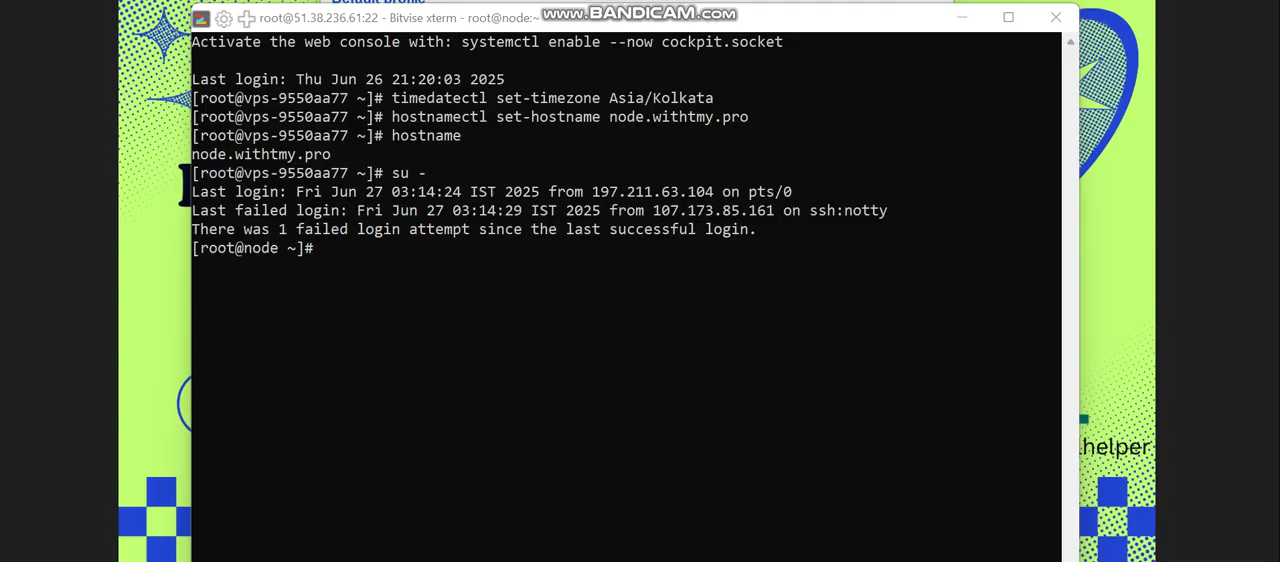 Default profile
root@51.38.236.61:22 - Bitvise xterm - root@node:~
www.BANDICAM.com
Activate the web console with: systemctl enable --now cockpit.socket
Last login: Thu Jun 26 21:20:03 2025
[root@vps-9550aa77 ~]# timedatectl set-timezone Asia/Kolkata
[root@vps-9550aa77 ~]# hostnamectl set-hostname node.withtmy.pro
[root@vps-9550aa77 ~]# hostname
node.withtmy.pro
[root@vps-9550aa77 ~]# su -
Last login: Fri Jun 27 03:14:24 IST 2025 from 197.211.63.104 on pts/0
Last failed login: Fri Jun 27 03:14:29 IST 2025 from 107.173.85.161 on ssh:notty
There was 1 failed login attempt since the last successful login.
[root@node ~]#
helper